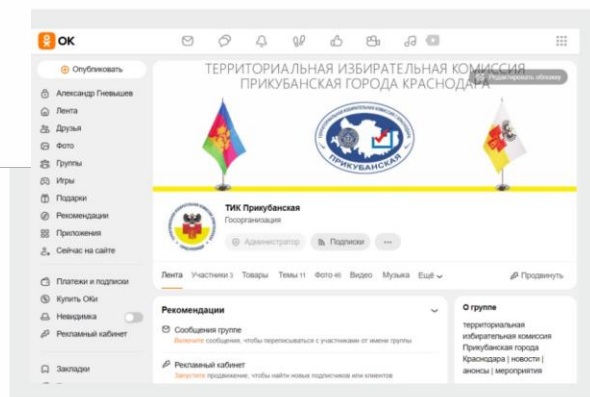 ОК
Опубликовать
Александр Гневышев
Лента
Друзья
Фото
Группы
Игры
Подарки
Рекомендации
Приложения
Сейчас на сайте
Платежи и подписки
Купить ОКи
Невидимка
Рекламный кабинет
Закладки
ТЕРРИТОРИАЛЬНАЯ ИЗБИРАТЕЛЬНАЯ КОМИССИЯ
ПРИКУБАНСКАЯ ГОРОДА КРАСНОДАРА
Редактировать обложку
ПРИКУБАНСКАЯ
ТИК Прикубанская
Госорганизация
Администратор Подписки ...
Лента Участники 3 Товары Темы 11 Фото 46 Видео Музыка Ещё Продвинуть
Рекомендации
Сообщения группе
Включите сообщения, чтобы переписываться с участниками от имени группы
Рекламный кабинет
Запустите продвижение, чтобы найти новых подписчиков или клиентов
О группе
территориальная
избирательная комиссия
Прикубанская города
Краснодара | новости |
анонсы | мероприятия